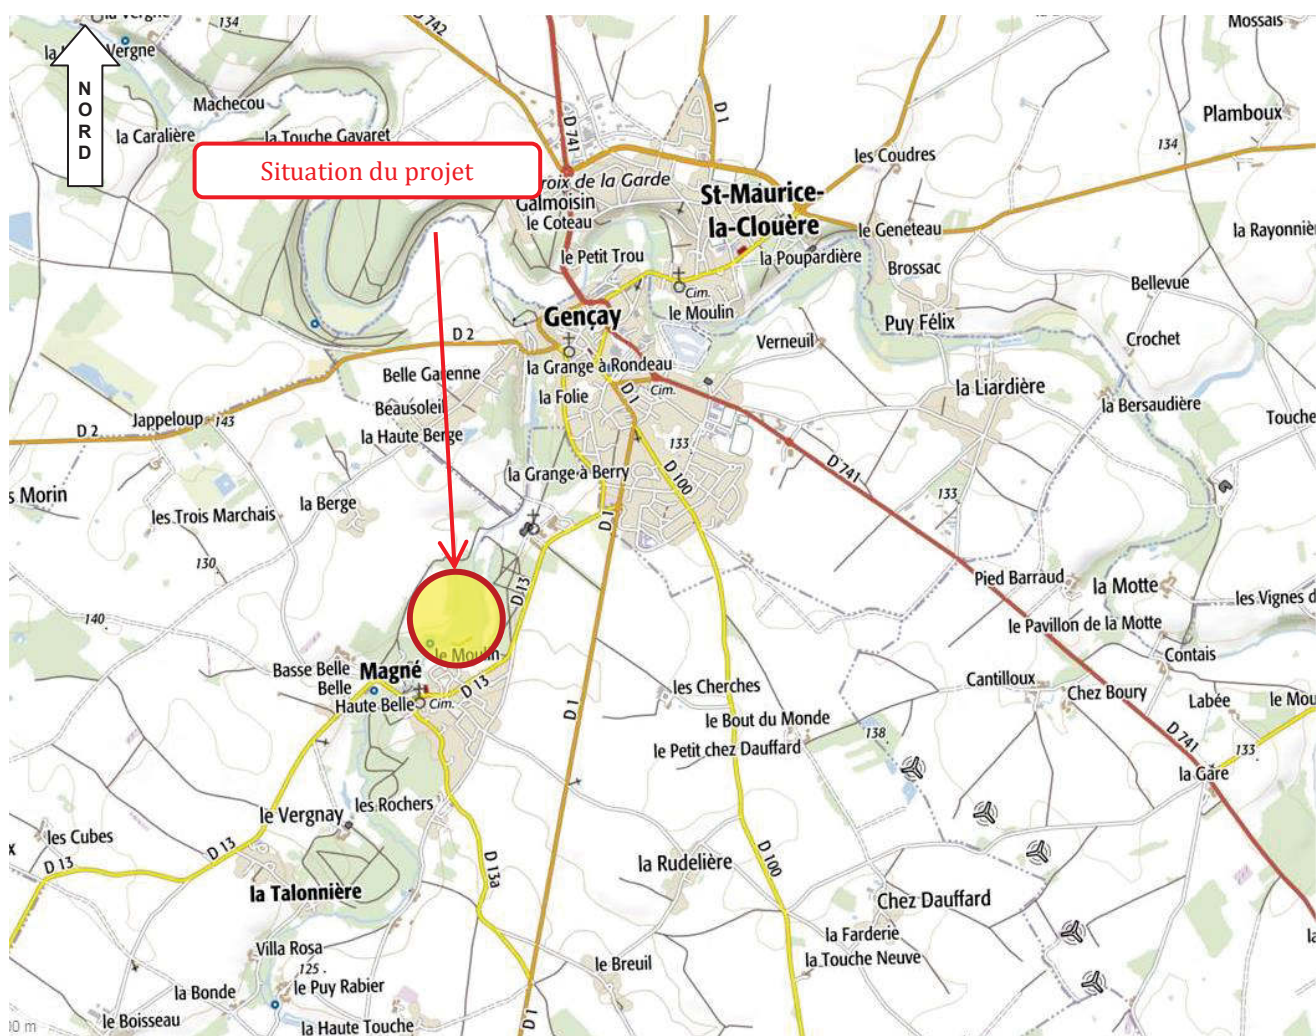 la Vergne
134
D 742
Mossais
la
Vergne
NORD
Machecou
la Caralière
la Touche Gavaret
D 741
D 1
Plamboux
134
les Coudres
Situation du projet
roix de la Garde
Galmoisin
le Coteau
St-Maurice-
la-Clouère
le Geneteau
la Rayonnie
le Petit Trou
la Poupardière
Brossac
Bellevue
Cim.
le Moulin
Gençay
Puy Félix
D 2
Verneuil
Crochet
Belle Garenne
la Grange à Rondeau
Cim.
D 1
la Folie
la Liardière
Beausoleil
la Bersaudière
Jappeloup
143
D 2
la Haute Berge
Touche
133
s Morin
la Grange à Berry
D 100
D 741
les Trois Marchais
la Berge
133
D 1
130
Pied Barraud
la Motte
D 13
les Vignes d
140
le Pavillon de la Motte
le Moulin
Contais
Basse Belle
Magné
Belle
D 13
Haute Belle
Cim.
les Cherches
Cantilloux
Chez Boury
Labée
le Mou
D 1
le Bout du Monde
138
D 741
133
le Petit chez Dauffard
la Gare
les Rochers
le Vergnay
les Cubes
x
D 13
D 13
D 13a
la Rudelière
D 100
la Talonnière
Chez Dauffard
la Farderie
Villa Rosa
la Touche Neuve
125
le Breuil
la Bonde
le Puy Rabier
le Boisseau
la Haute Touche
D 1
00 m